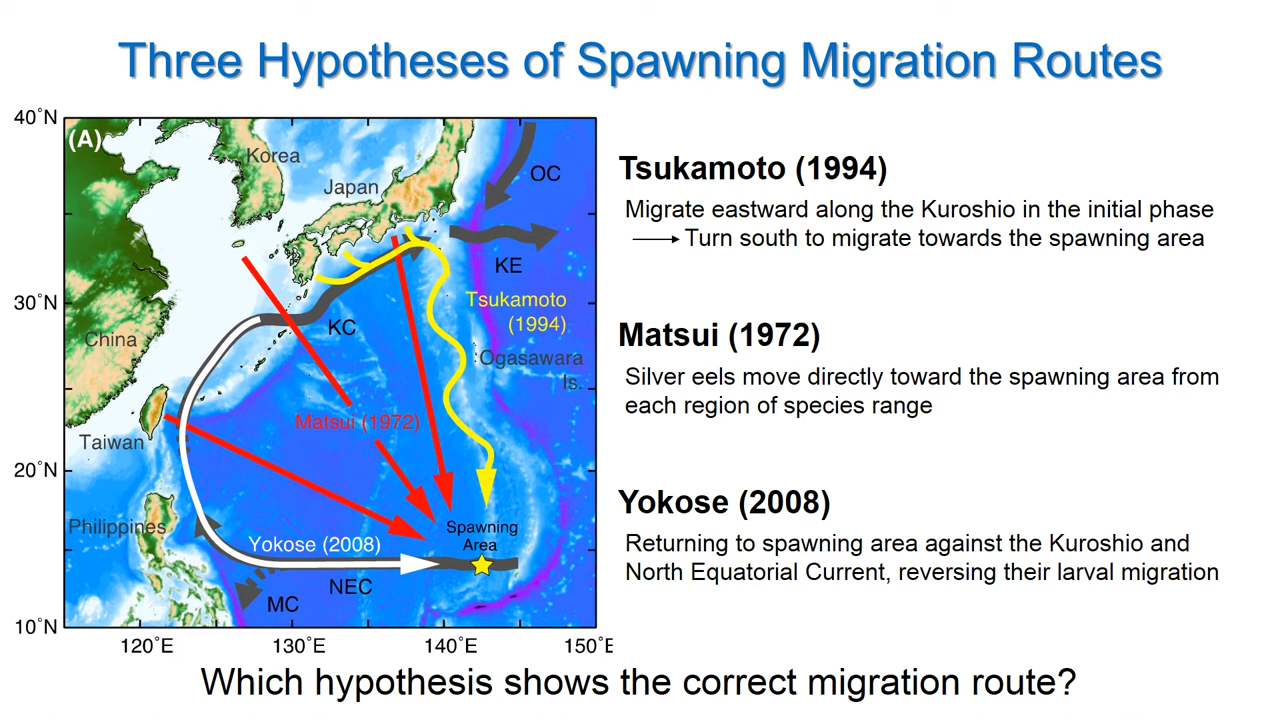 Three Hypotheses of Spawning Migration Routes
40˚N
(A)
Korea
Japan
OC
KE
30˚N
KC
Tsukamoto
(1994)
China
Ogasawara
Is.
Matsui (1972)
Taiwan
20˚N
Philippines
Spawning
Area
Yokose (2008)
NEC
MC
10˚N
120˚E
130˚E
140˚E
150˚E
Tsukamoto (1994)
Migrate eastward along the Kuroshio in the initial phase
Turn south to migrate towards the spawning area
Matsui (1972)
Silver eels move directly toward the spawning area from
each region of species range
Yokose (2008)
Returning to spawning area against the Kuroshio and
North Equatorial Current, reversing their larval migration
Which hypothesis shows the correct migration route?